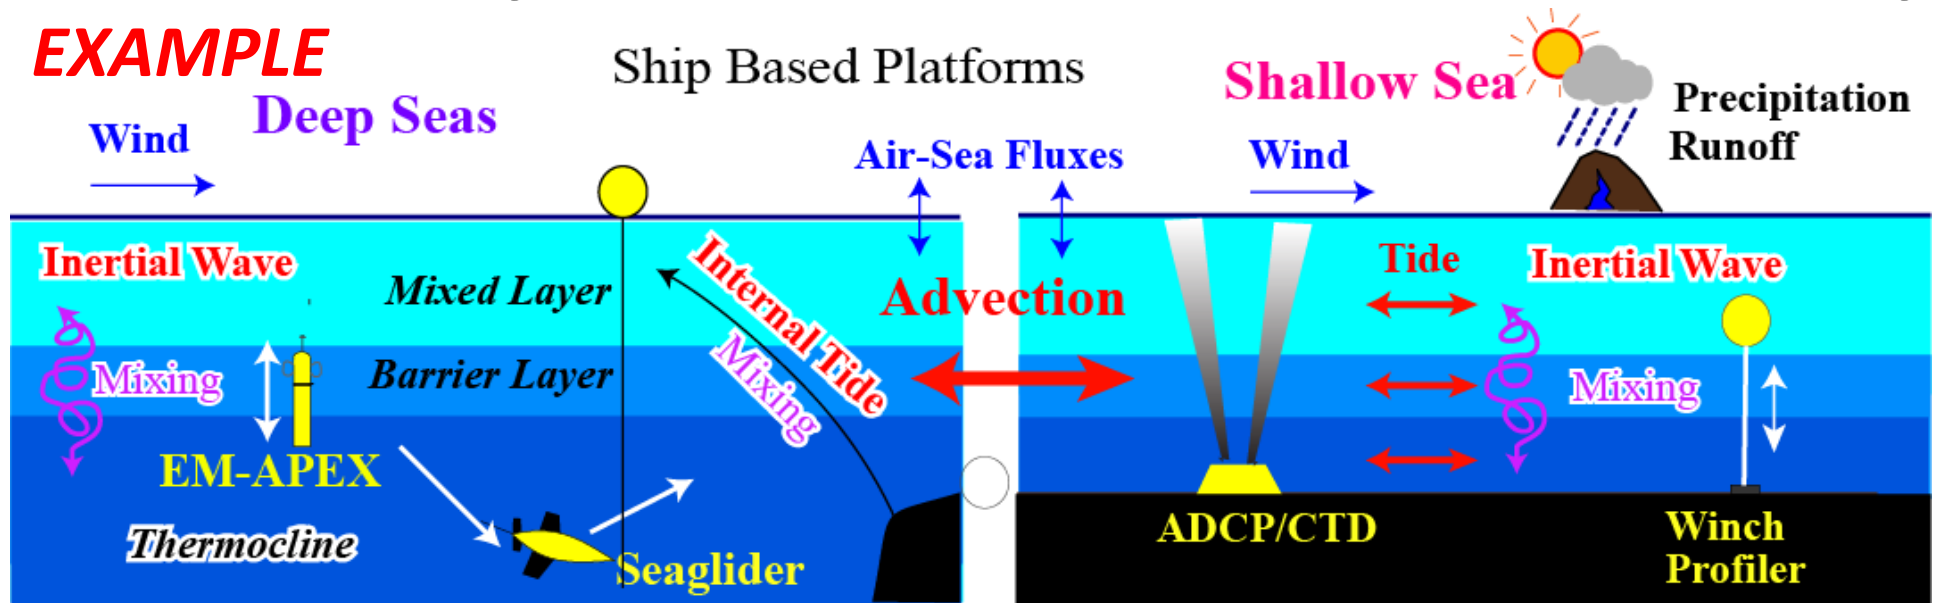 EXAMPLE
Ship Based Platforms
Deep Seas
Shallow Sea
Wind
Air-Sea Fluxes
Wind
Precipitation
Runoff
Inertial Wave
Mixed Layer
Internal Tide
Mixing
Advection
Tide
Inertial Wave
Mixing
Barrier Layer
Mixing
EM-APEX
Thermocline
Seaglider
ADCP/CTD
Winch
Profiler